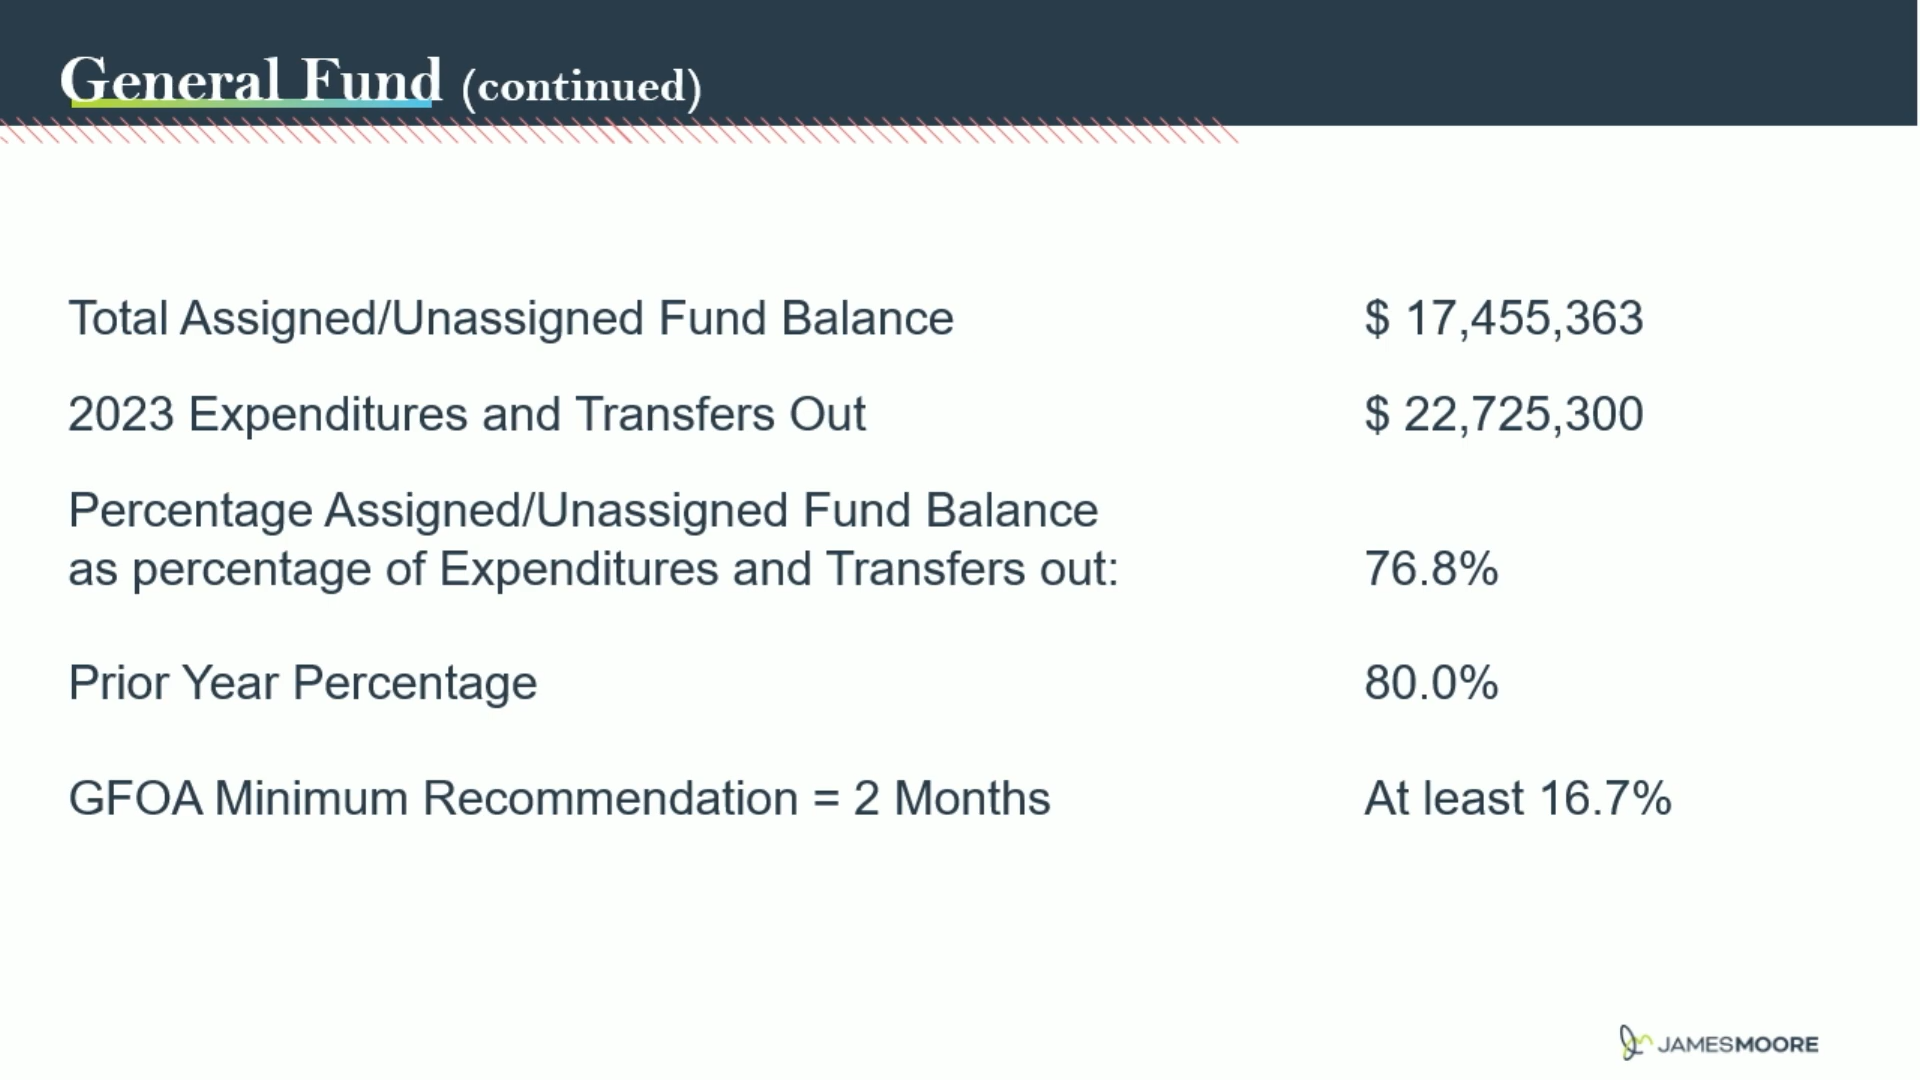 General Fund (continued)
Total Assigned/Unassigned Fund Balance $ 17,455,363
2023 Expenditures and Transfers Out $ 22,725,300
Percentage Assigned/Unassigned Fund Balance
as percentage of Expenditures and Transfers out: 76.8%
Prior Year Percentage 80.0%
GFOA Minimum Recommendation = 2 Months At least 16.7%
JAMESMOORE